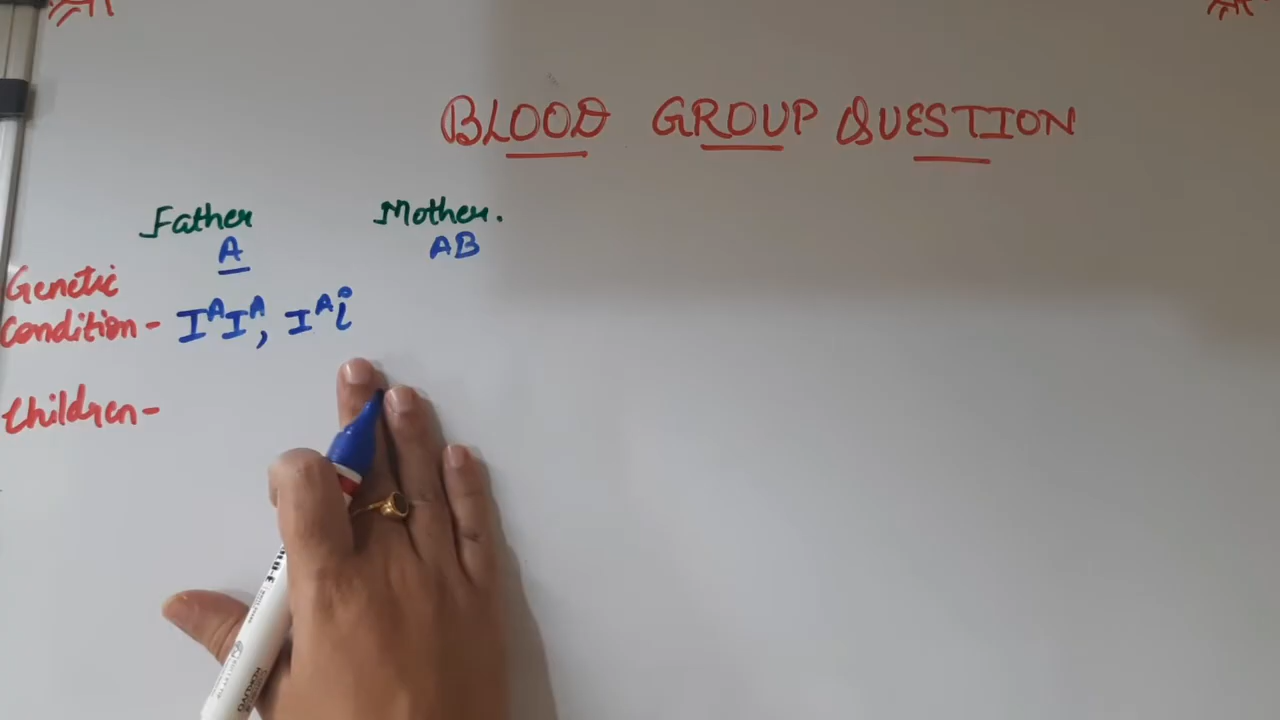 BLOOD GROUP QUESTION
Father Mother.
A AB
Genetic
Condition - IᴬIᴬ, Iᴬi
Children -